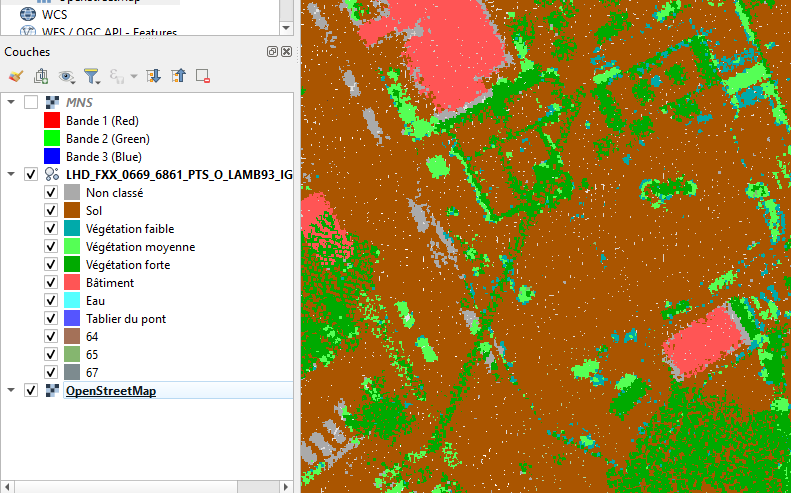 OpenStreetMap
WCS
WFS / OGC API - Features
Couches
MNS
Bande 1 (Red)
Bande 2 (Green)
Bande 3 (Blue)
LHD_FXX_0669_6861_PTS_O_LAMB93_IG
Non classé
Sol
Végétation faible
Végétation moyenne
Végétation forte
Bâtiment
Eau
Tablier du pont
64
65
67
OpenStreetMap